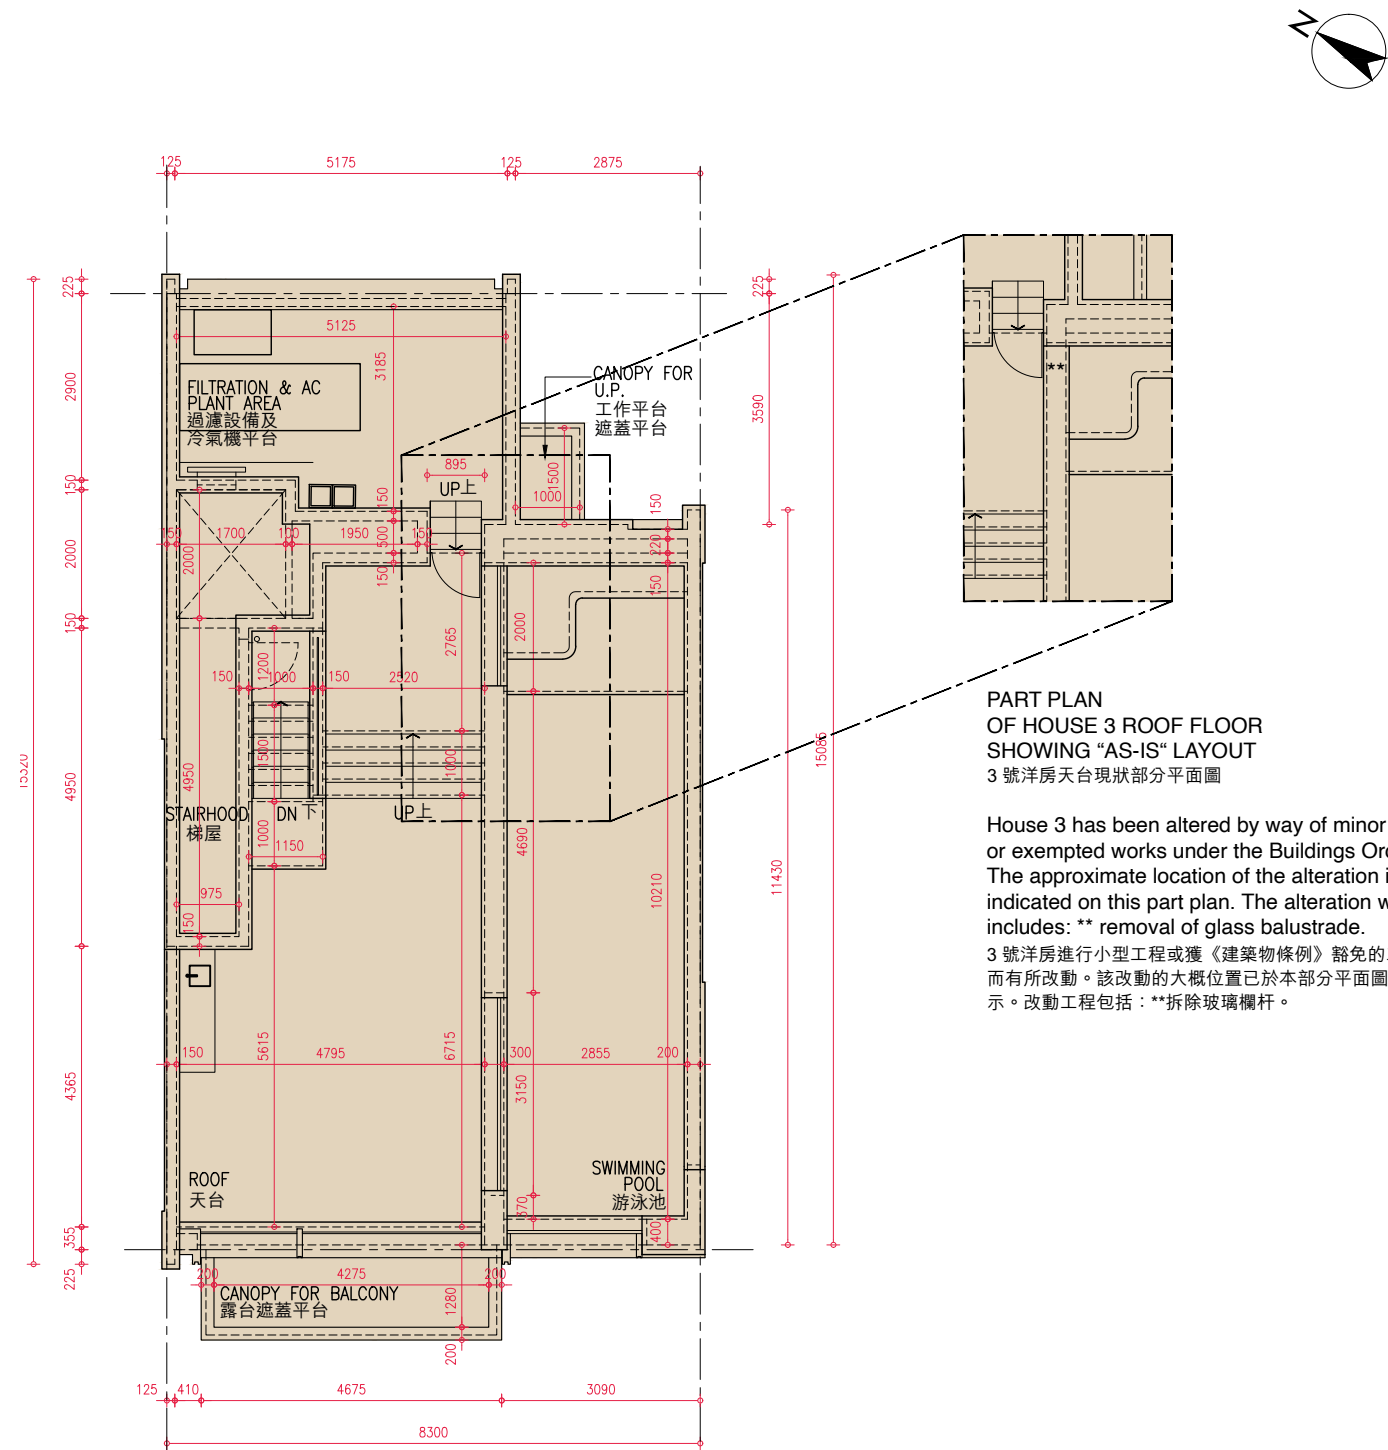 N
125
5175
125
2875
225
225
5125
3185
2900
3590
FILTRATION & AC
PLANT AREA
過濾設備及
冷氣機平台
CANOPY FOR
U.P.
工作平台
遮蓋平台
**
895
UP上
1500
1000
150
150
150
150
1700
100
1950
150
500
220
2000
2000
150
150
2000
2765
150
1200
150
1000
150
2520
1500
1000
15320
4950
4950
15085
STAIRHOOD
梯屋
DN 下
UP上
1000
1150
4690
11430
10210
975
150
PART PLAN
OF HOUSE 3 ROOF FLOOR
SHOWING “AS-IS“ LAYOUT
3 號洋房天台現狀部分平面圖
House 3 has been altered by way of minor
or exempted works under the Buildings Or
The approximate location of the alteration i
indicated on this part plan. The alteration w
includes: ** removal of glass balustrade.
3 號洋房進行小型工程或獲《建築物條例》豁免的
而有所改動。該改動的大概位置已於本部分平面圖
示。改動工程包括：**拆除玻璃欄杆。
150
5615
4795
6715
300
2855
200
3150
4365
ROOF
天台
SWIMMING
POOL
游泳池
370
400
355
225
200
4275
200
CANOPY FOR BALCONY
露台遮蓋平台
1280
200
125
410
4675
3090
8300